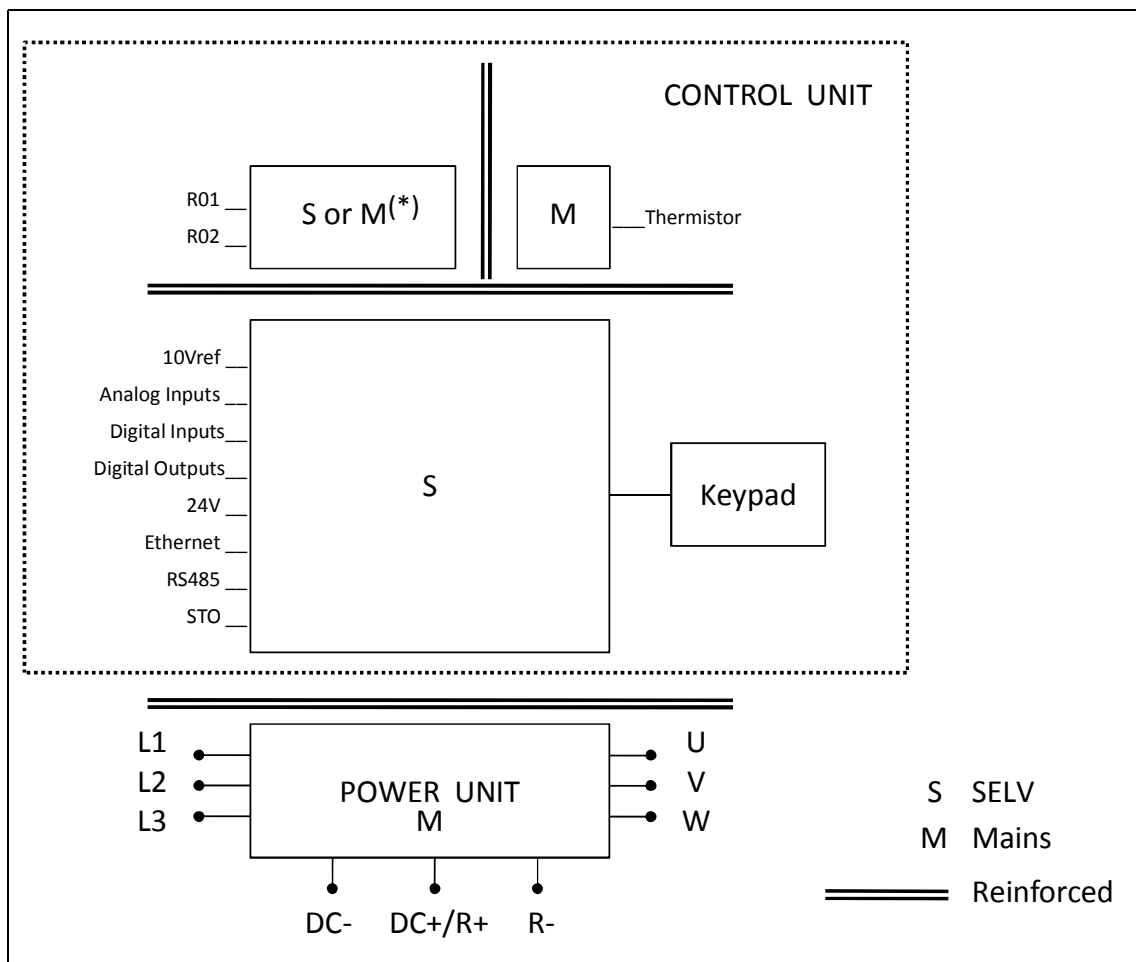 CONTROL UNIT
R01
R02
S or M(*)
M
Thermistor
10Vref
Analog Inputs
Digital Inputs
Digital Outputs
24V
Ethernet
RS485
STO
S
Keypad
L1
L2
L3
POWER UNIT
M
U
V
W
DC-
DC+/R+
R-
S SELV
M Mains
Reinforced